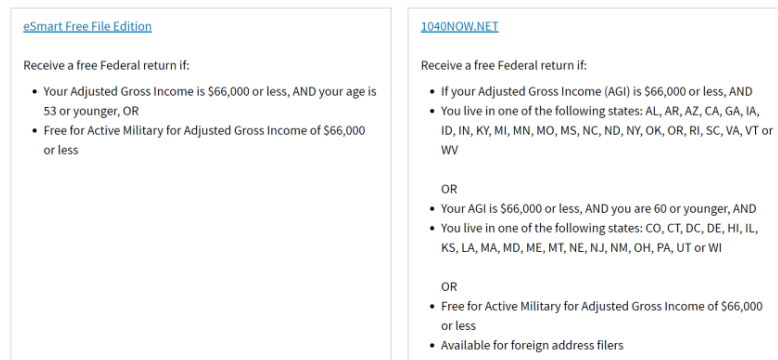 eSmart Free File Edition
Receive a free Federal return if:
• Your Adjusted Gross Income is $66,000 or less, AND your age is
53 or younger, OR
• Free for Active Military for Adjusted Gross Income of $66,000
or less
1040NOW.NET
Receive a free Federal return if:
• If your Adjusted Gross Income (AGI) is $66,000 or less, AND
• You live in one of the following states: AL, AR, AZ, CA, GA, IA,
ID, IN, KY, MI, MN, MO, MS, NC, ND, NY, OK, OR, RI, SC, VA, VT or
WV
OR
• Your AGI is $66,000 or less, AND you are 60 or younger, AND
• You live in one of the following states: CO, CT, DC, DE, HI, IL,
KS, LA, MA, MD, ME, MT, NE, NJ, NM, OH, PA, UT or WI
OR
• Free for Active Military for Adjusted Gross Income of $66,000
or less
• Available for foreign address filers